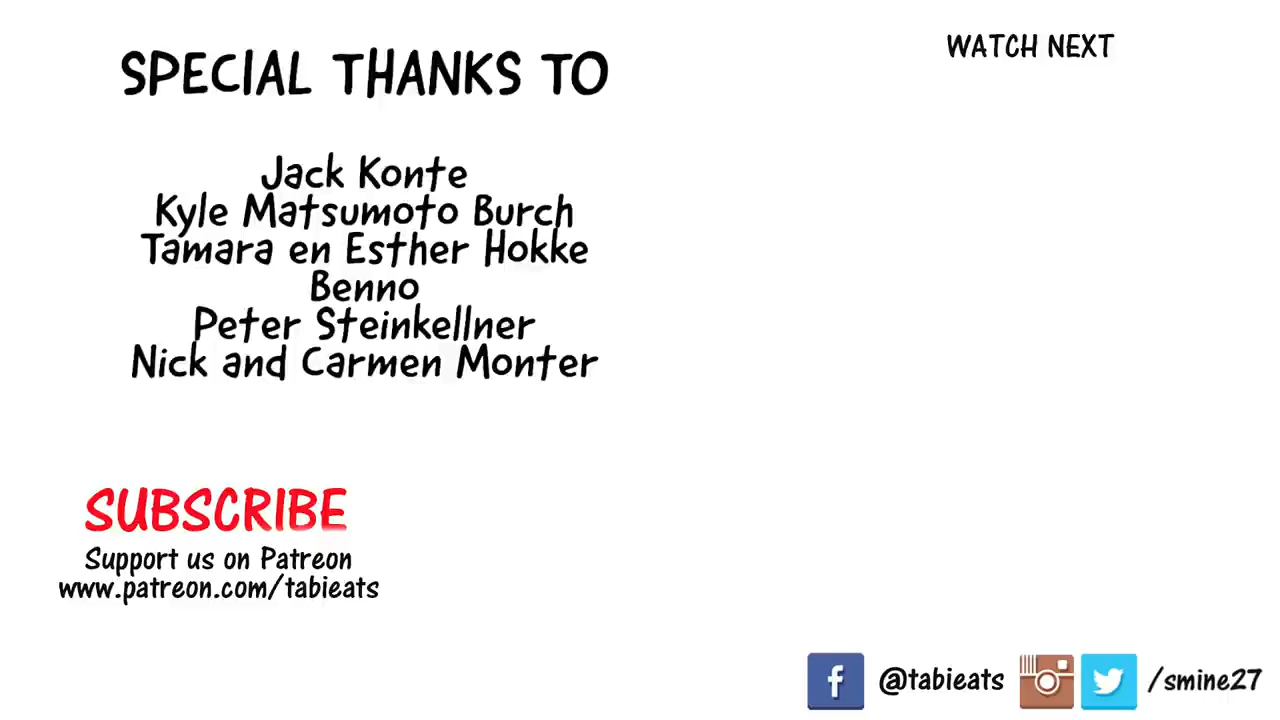 SPECIAL THANKS TO
Jack Konte
Kyle Matsumoto Burch
Tamara en Esther Hokke
Benno
Peter Steinkellner
Nick and Carmen Monter
WATCH NEXT
SUBSCRIBE
Support us on Patreon
www.patreon.com/tabieats
f @tabieats /smine27